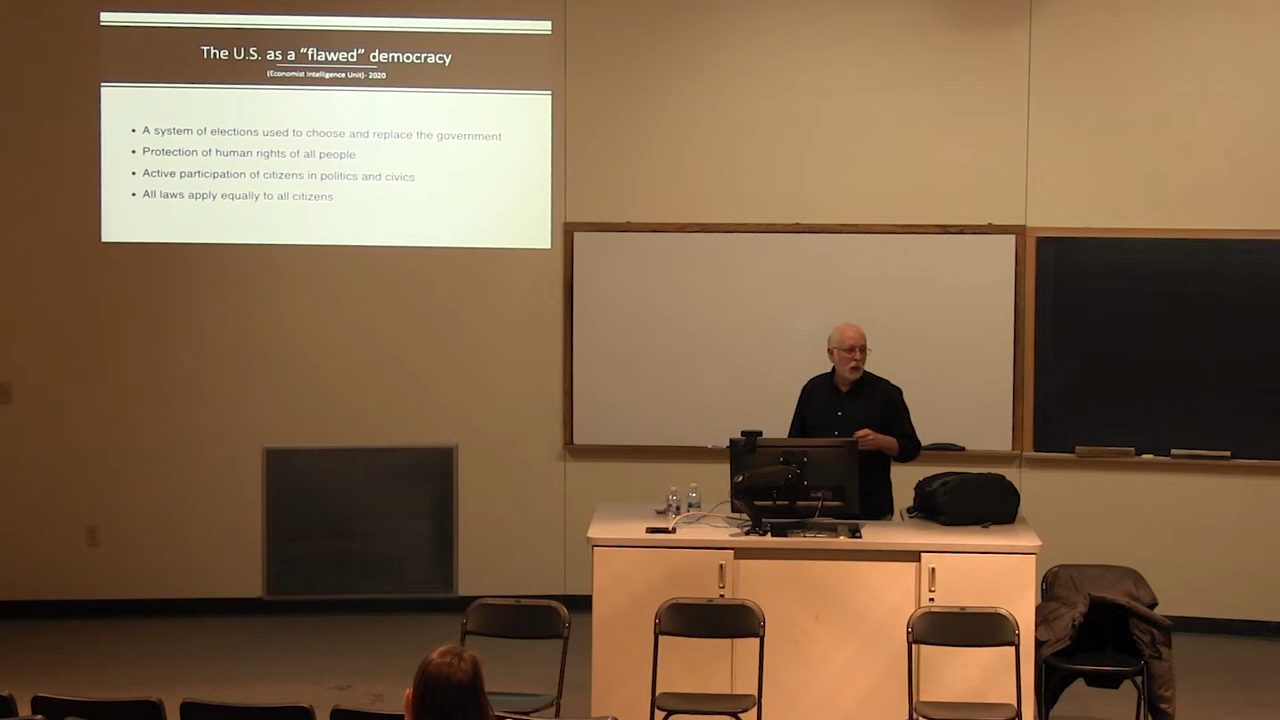 The U.S. as a “flawed” democracy
(Economist Intelligence Unit)- 2020
• A system of elections used to choose and replace the government
• Protection of human rights of all people
• Active participation of citizens in politics and civics
• All laws apply equally to all citizens